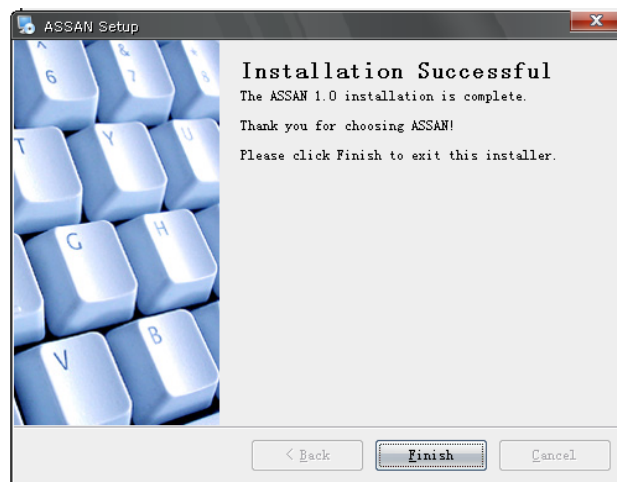 ASSAN Setup
Installation Successful
The ASSAN 1.0 installation is complete.
Thank you for choosing ASSAN!
Please click Finish to exit this installer.
^ & *
6 7 8
T Y U
G H
V B
< Back Finish Cancel